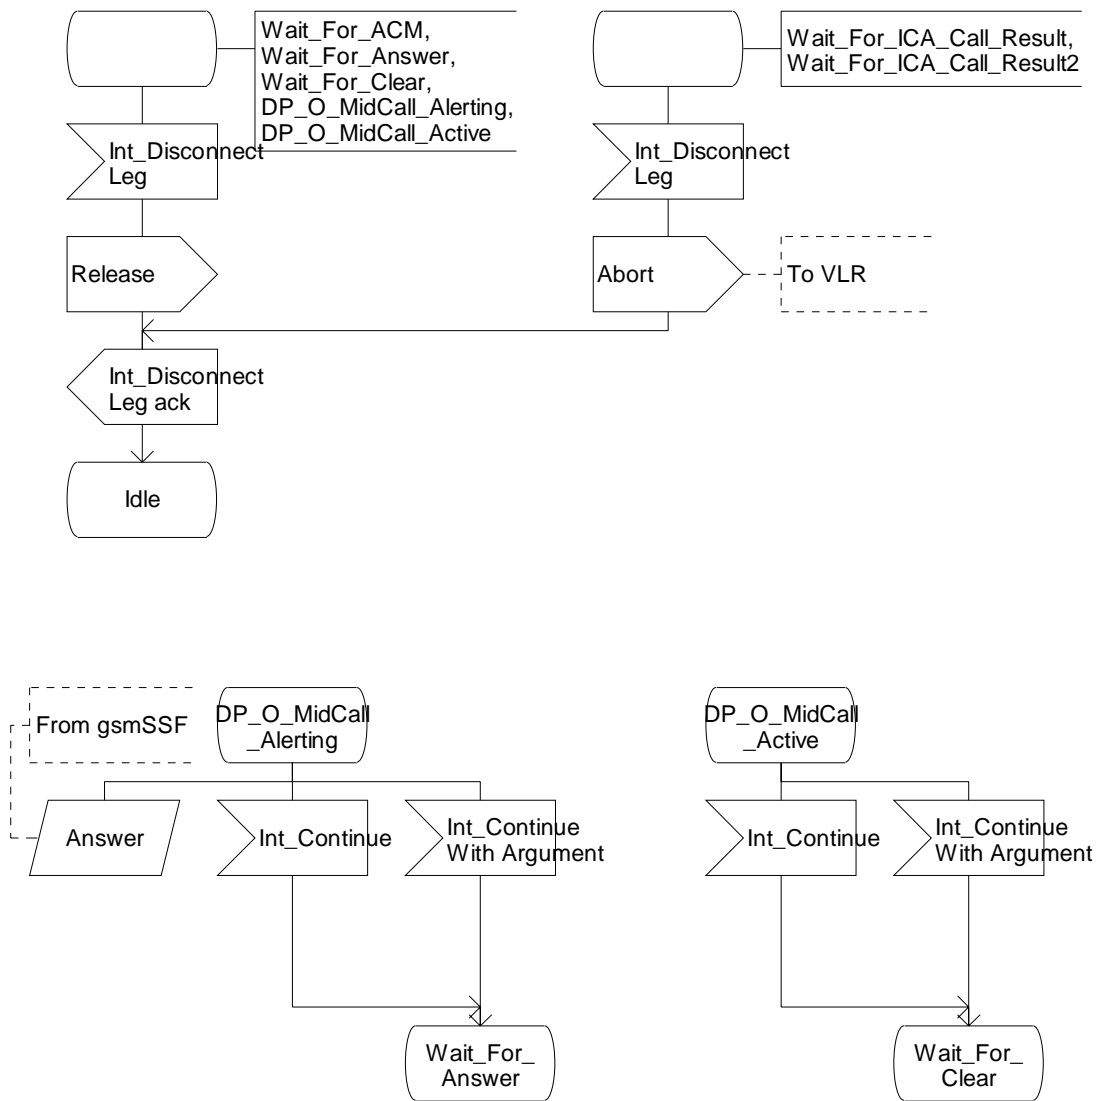 Wait_For_ACM,
Wait_For_Answer,
Wait_For_Clear,
DP_O_MidCall_Alerting,
DP_O_MidCall_Active
Wait_For_ICA_Call_Result,
Wait_For_ICA_Call_Result2
Int_Disconnect
Leg
Int_Disconnect
Leg
Release
Abort
To VLR
Int_Disconnect
Leg ack
Idle
From gsmSSF
DP_O_MidCall
_Alerting
DP_O_MidCall
_Active
Answer
Int_Continue
Int_Continue
With Argument
Int_Continue
Int_Continue
With Argument
Wait_For_
Answer
Wait_For_
Clear